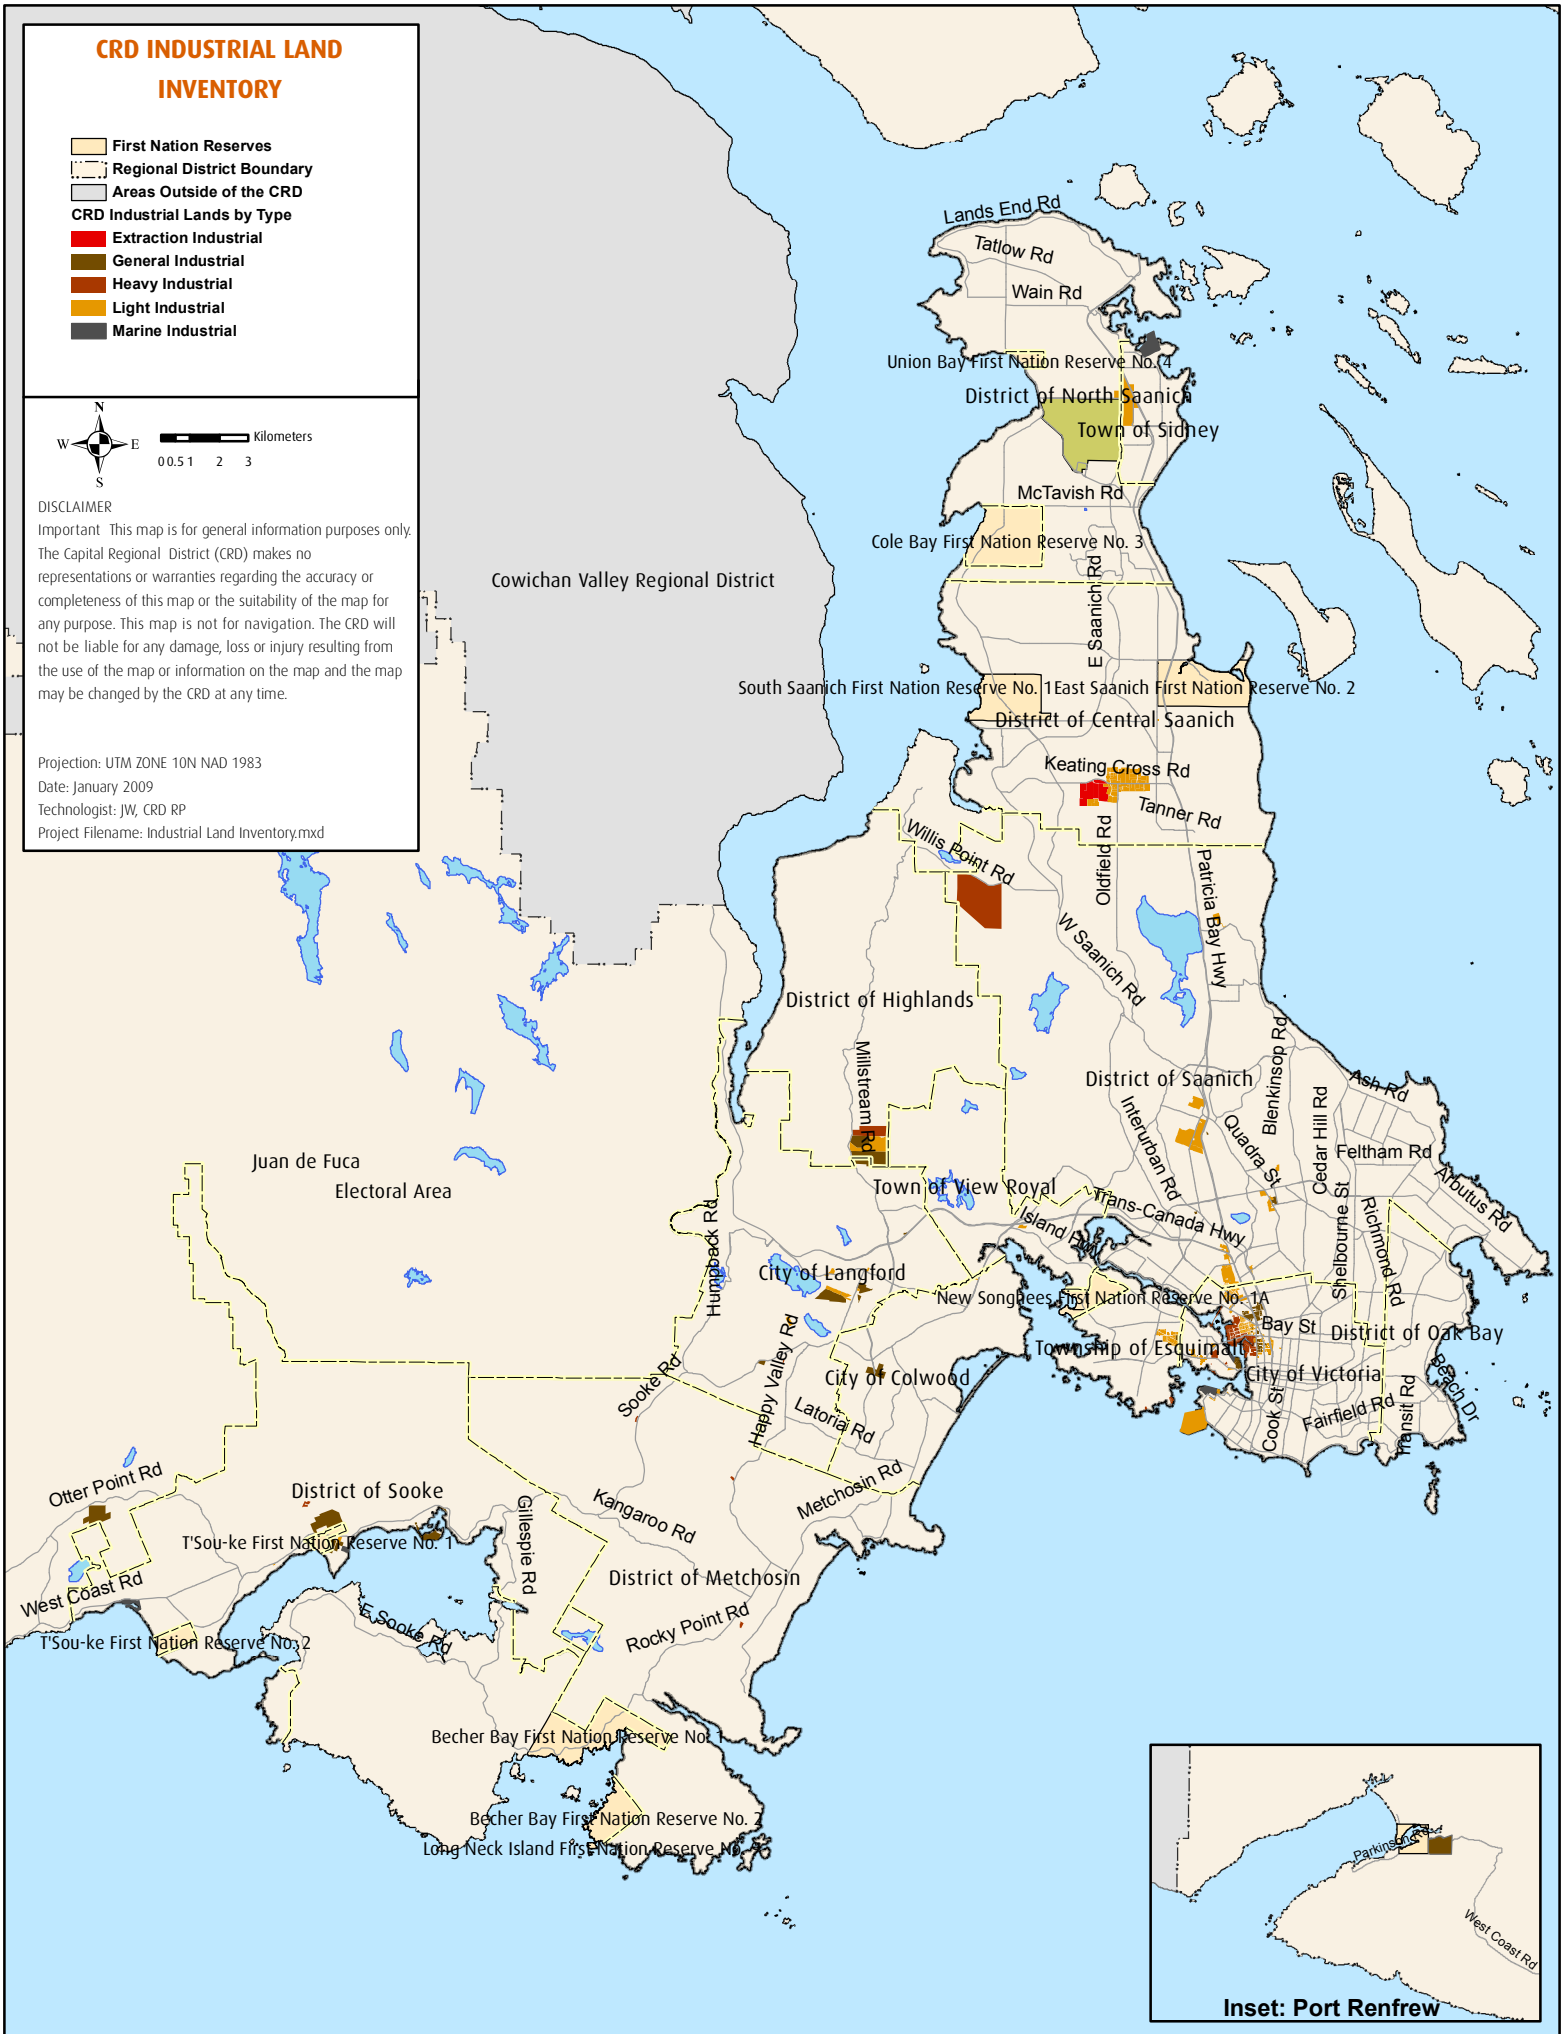 CRD INDUSTRIAL LAND
INVENTORY
First Nation Reserves
Regional District Boundary
Areas Outside of the CRD
CRD Industrial Lands by Type
Extraction Industrial
General Industrial
Heavy Industrial
Light Industrial
Marine Industrial
N
W E
S
Kilometers
0 0.5 1 2 3
DISCLAIMER
Important This map is for general information purposes only.
The Capital Regional District (CRD) makes no
representations or warranties regarding the accuracy or
completeness of this map or the suitability of the map for
any purpose. This map is not for navigation. The CRD will
not be liable for any damage, loss or injury resulting from
the use of the map or information on the map and the map
may be changed by the CRD at any time.
Projection: UTM ZONE 10N NAD 1983
Date: January 2009
Technologist: JW, CRD RP
Project Filename: Industrial Land Inventory.mxd
Lands End Rd
Tatlow Rd
Wain Rd
Union Bay First Nation Reserve No. 4
District of North Saanich
Town of Sidney
McTavish Rd
Cole Bay First Nation Reserve No. 3
Cowichan Valley Regional District
E Saanich Rd
South Saanich First Nation Reserve No. 1
East Saanich First Nation Reserve No. 2
District of Central Saanich
Keating Cross Rd
Tanner Rd
Willis Point Rd
Oldfield Rd
Patricia Bay Hwy
W Saanich Rd
District of Highlands
Millstream Rd
District of Saanich
Blenkinsop Rd
Ash Rd
Interurban Rd
Quadra St
Cedar Hill Rd
Feltham Rd
Arbutus Rd
Juan de Fuca
Electoral Area
Town of View Royal
Humpback Rd
Island Hwy
Trans-Canada Hwy
Shelbourne St
Richmond Rd
City of Langford
New Songhees First Nation Reserve No. 1A
Bay St
District of Oak Bay
Township of Esquimalt
City of Victoria
Happy Valley Rd
Sooke Rd
City of Colwood
Latoria Rd
Cook St
Fairfield Rd
Transit Rd
Beach Dr
Otter Point Rd
District of Sooke
Gillespie Rd
Kangaroo Rd
Metchosin Rd
T'Sou-ke First Nation Reserve No. 1
West Coast Rd
District of Metchosin
E Sooke Rd
Rocky Point Rd
T'Sou-ke First Nation Reserve No. 2
Becher Bay First Nation Reserve No. 1
Becher Bay First Nation Reserve No. 2
Long Neck Island First Nation Reserve No.
Parkinson Rd
West Coast Rd
Inset: Port Renfrew